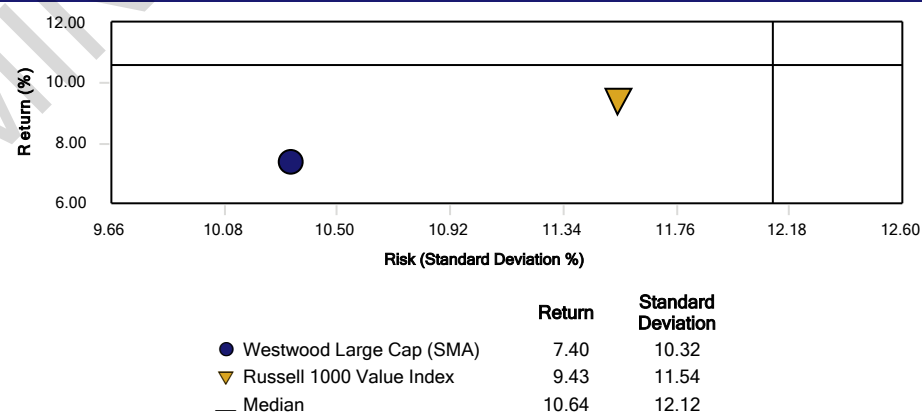 12.00
10.00
8.00
6.00
Return (%)
9.66 10.08 10.50 10.92 11.34 11.76 12.18 12.60
Risk (Standard Deviation %)
Return Standard Deviation
Westwood Large Cap (SMA) 7.40 10.32
Russell 1000 Value Index 9.43 11.54
Median 10.64 12.12